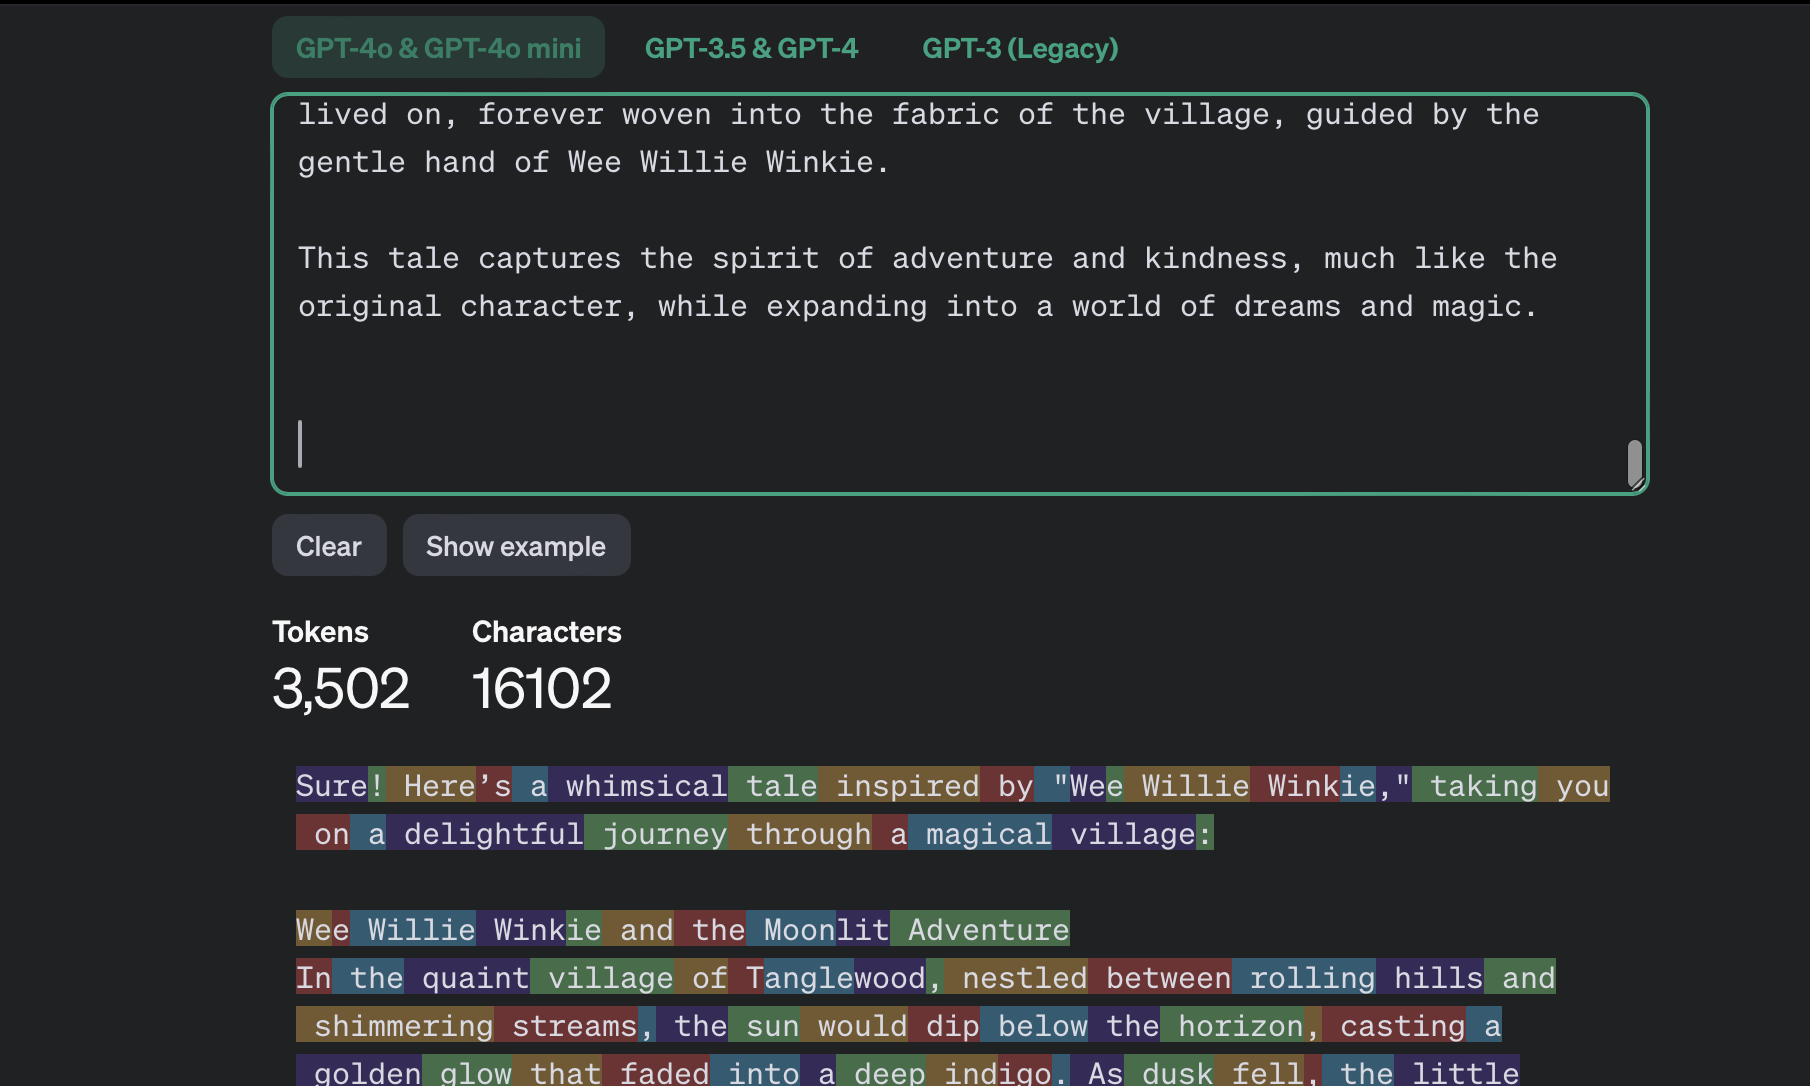 GPT-4o & GPT-4o mini GPT-3.5 & GPT-4 GPT-3 (Legacy)
lived on, forever woven into the fabric of the village, guided by the
gentle hand of Wee Willie Winkie.
This tale captures the spirit of adventure and kindness, much like the
original character, while expanding into a world of dreams and magic.
Clear Show example
Tokens Characters
3,502 16102
Sure! Here’s a whimsical tale inspired by "Wee Willie Winkie," taking you
on a delightful journey through a magical village:
Wee Willie Winkie and the Moonlit Adventure
In the quaint village of Tanglewood, nestled between rolling hills and
shimmering streams, the sun would dip below the horizon, casting a
golden glow that faded into a deep indigo. As dusk fell, the little